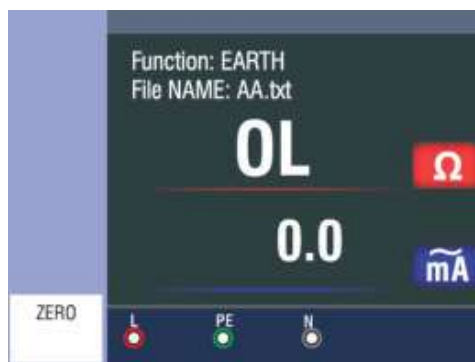 Function: EARTH
File NAME: AA.txt
OL
Ω
0.0
mA
ZERO
L
PE
N